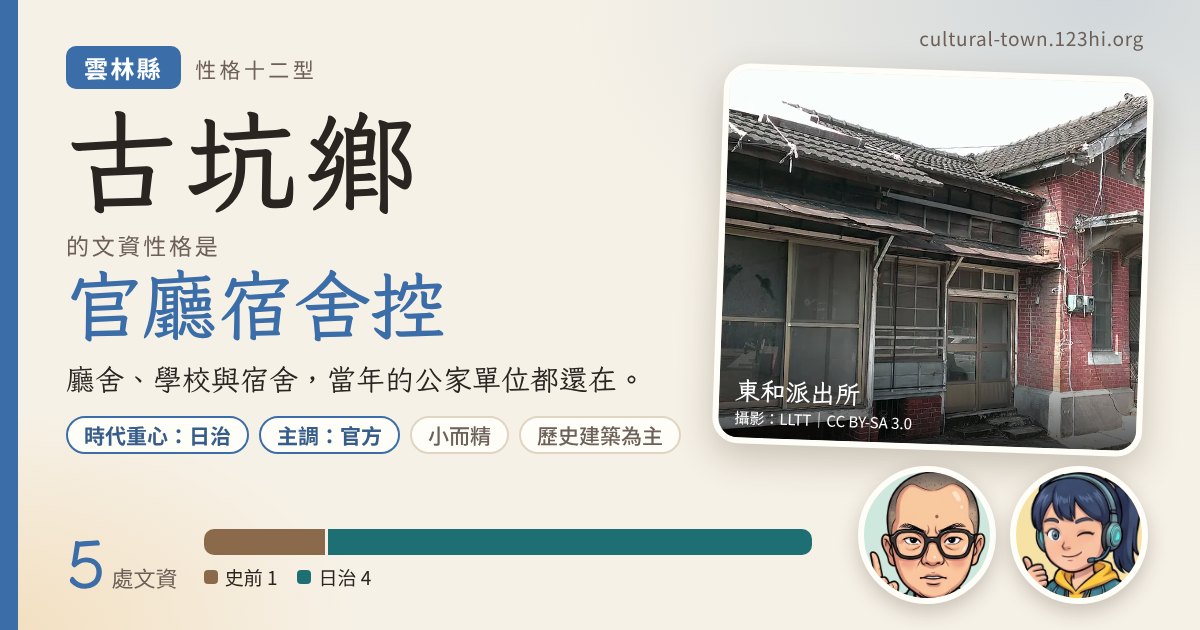 cultural-town.123hi.org
雲林縣 性格十二型
古坑鄉
的文資性格是
官廳宿舍控
廳舍、學校與宿舍,當年的公家單位都還在。
時代重心:日治 主調:官方 小而精 歷史建築為主
東和派出所
攝影:LLTT|CC BY-SA 3.0
5 處文資
史前 1 日治 4